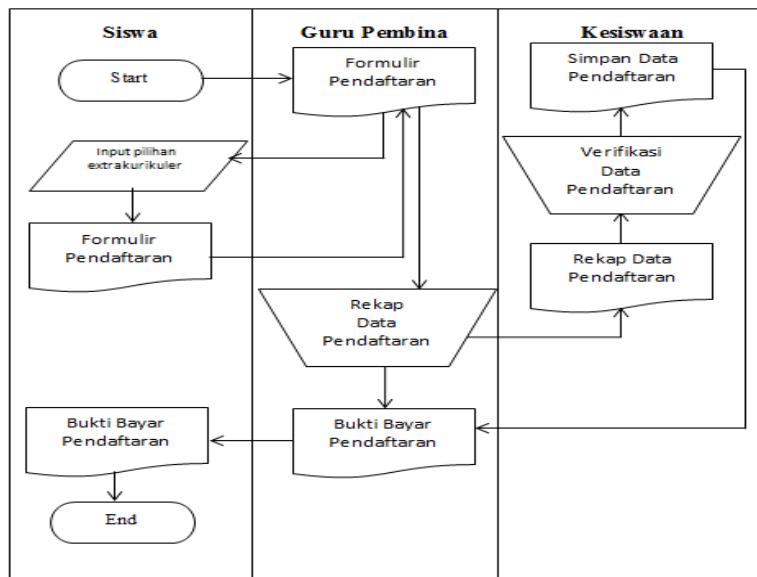 Siswa
Guru Pembina
Kesiswaan
Start
Formulir
Pendaftaran
Simpan Data
Pendaftaran
Input pilihan
extrakurikuler
Verifikasi
Data
Pendaftaran
Formulir
Pendaftaran
Rekap Data
Pendaftaran
Rekap
Data
Pendaftaran
Bukti Bayar
Pendaftaran
Bukti Bayar
Pendaftaran
End